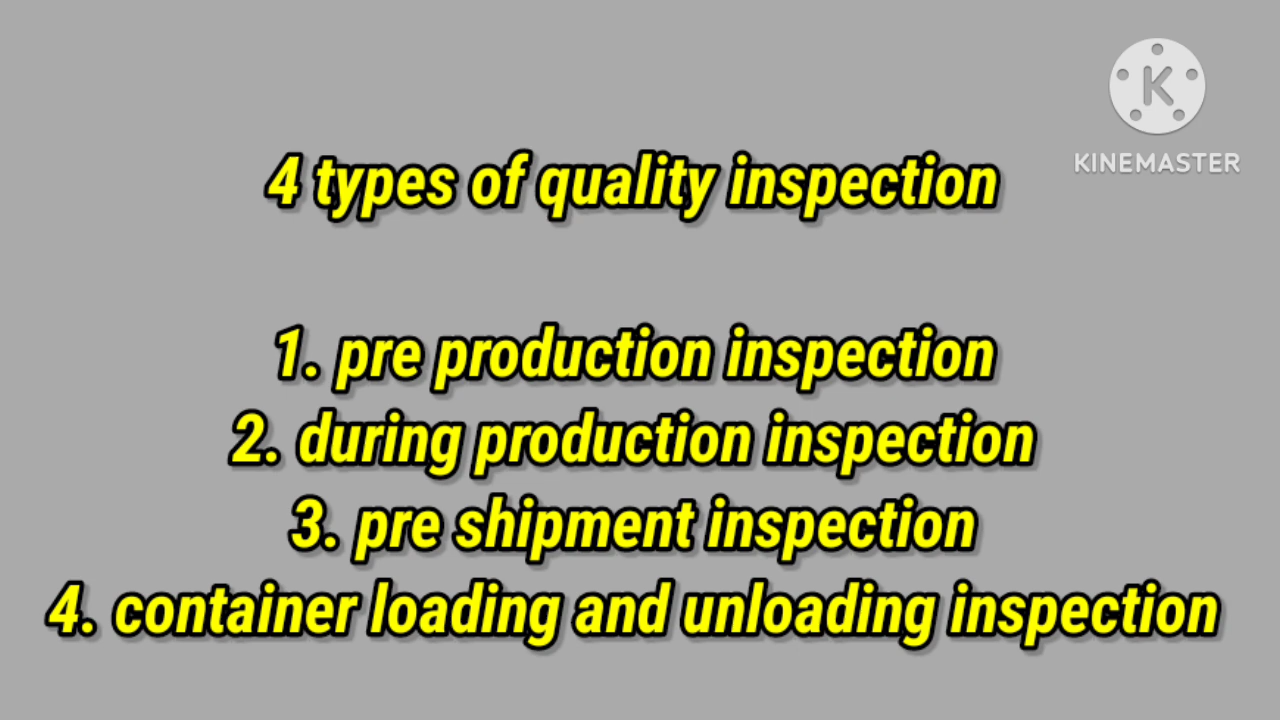 K
KINEMASTER
4 types of quality inspection
1. pre production inspection
2. during production inspection
3. pre shipment inspection
4. container loading and unloading inspection